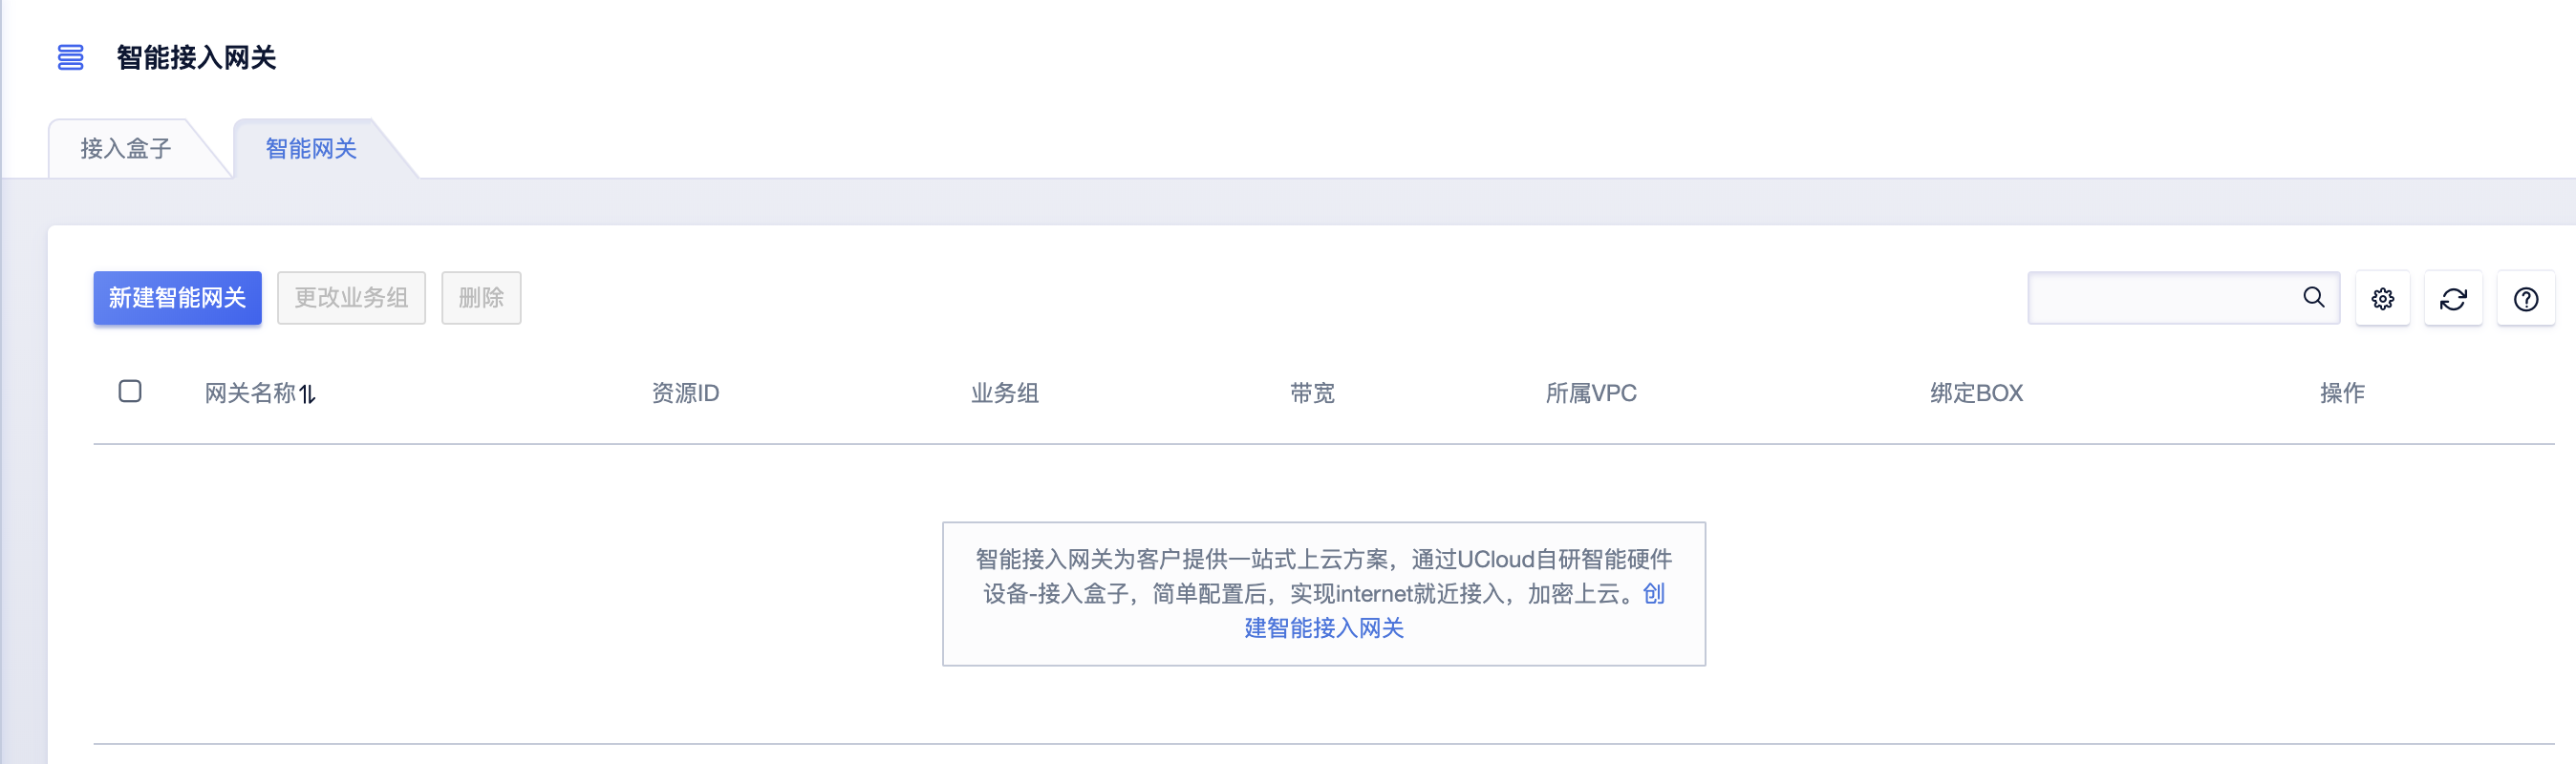 智能接入网关
接入盒子
智能网关
新建智能网关
更改业务组
删除
网关名称
资源ID
业务组
带宽
所属VPC
绑定BOX
操作
智能接入网关为客户提供一站式上云方案，通过UCloud自研智能硬件
设备-接入盒子，简单配置后，实现internet就近接入，加密上云。创
建智能接入网关